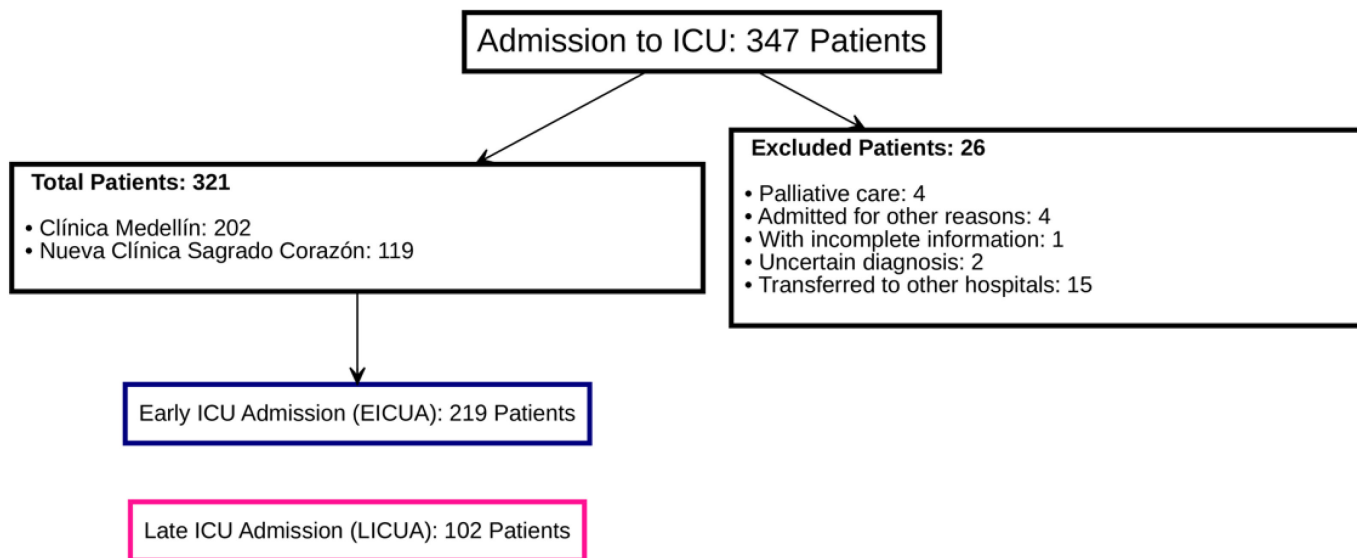 Admission to ICU: 347 Patients
Total Patients: 321
• Clínica Medellín: 202
• Nueva Clínica Sagrado Corazón: 119
Excluded Patients: 26
• Palliative care: 4
• Admitted for other reasons: 4
• With incomplete information: 1
• Uncertain diagnosis: 2
• Transferred to other hospitals: 15
Early ICU Admission (EICUA): 219 Patients
Late ICU Admission (LICUA): 102 Patients